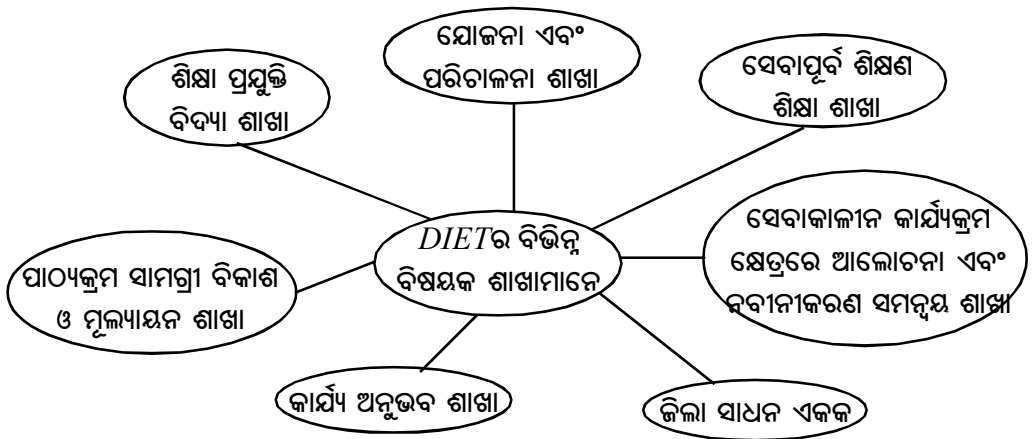 ଯୋଜନା ଏବଂ
ପରିଚାଳନା ଶାଖା
ଶିକ୍ଷା ପ୍ରଯୁକ୍ତି
ବିଦ୍ୟା ଶାଖା
ସେବାପୂର୍ବ ଶିକ୍ଷଣ
ଶିକ୍ଷା ଶାଖା
DIETର ବିଭିନ୍ନ
ବିଷୟକ ଶାଖାମାନେ
ସେବାକାଳୀନ କାର୍ଯ୍ୟକ୍ରମ
କ୍ଷେତ୍ରରେ ଆଲୋଚନା ଏବଂ
ନବୀନୀକରଣ ସମନ୍ୱୟ ଶାଖା
ପାଠ୍ୟକ୍ରମ ସାମଗ୍ରୀ ବିକାଶ
ଓ ମୂଲ୍ୟାୟନ ଶାଖା
କାର୍ଯ୍ୟ ଅନୁଭବ ଶାଖା
ଜିଲା ସାଧନ ଏକକ